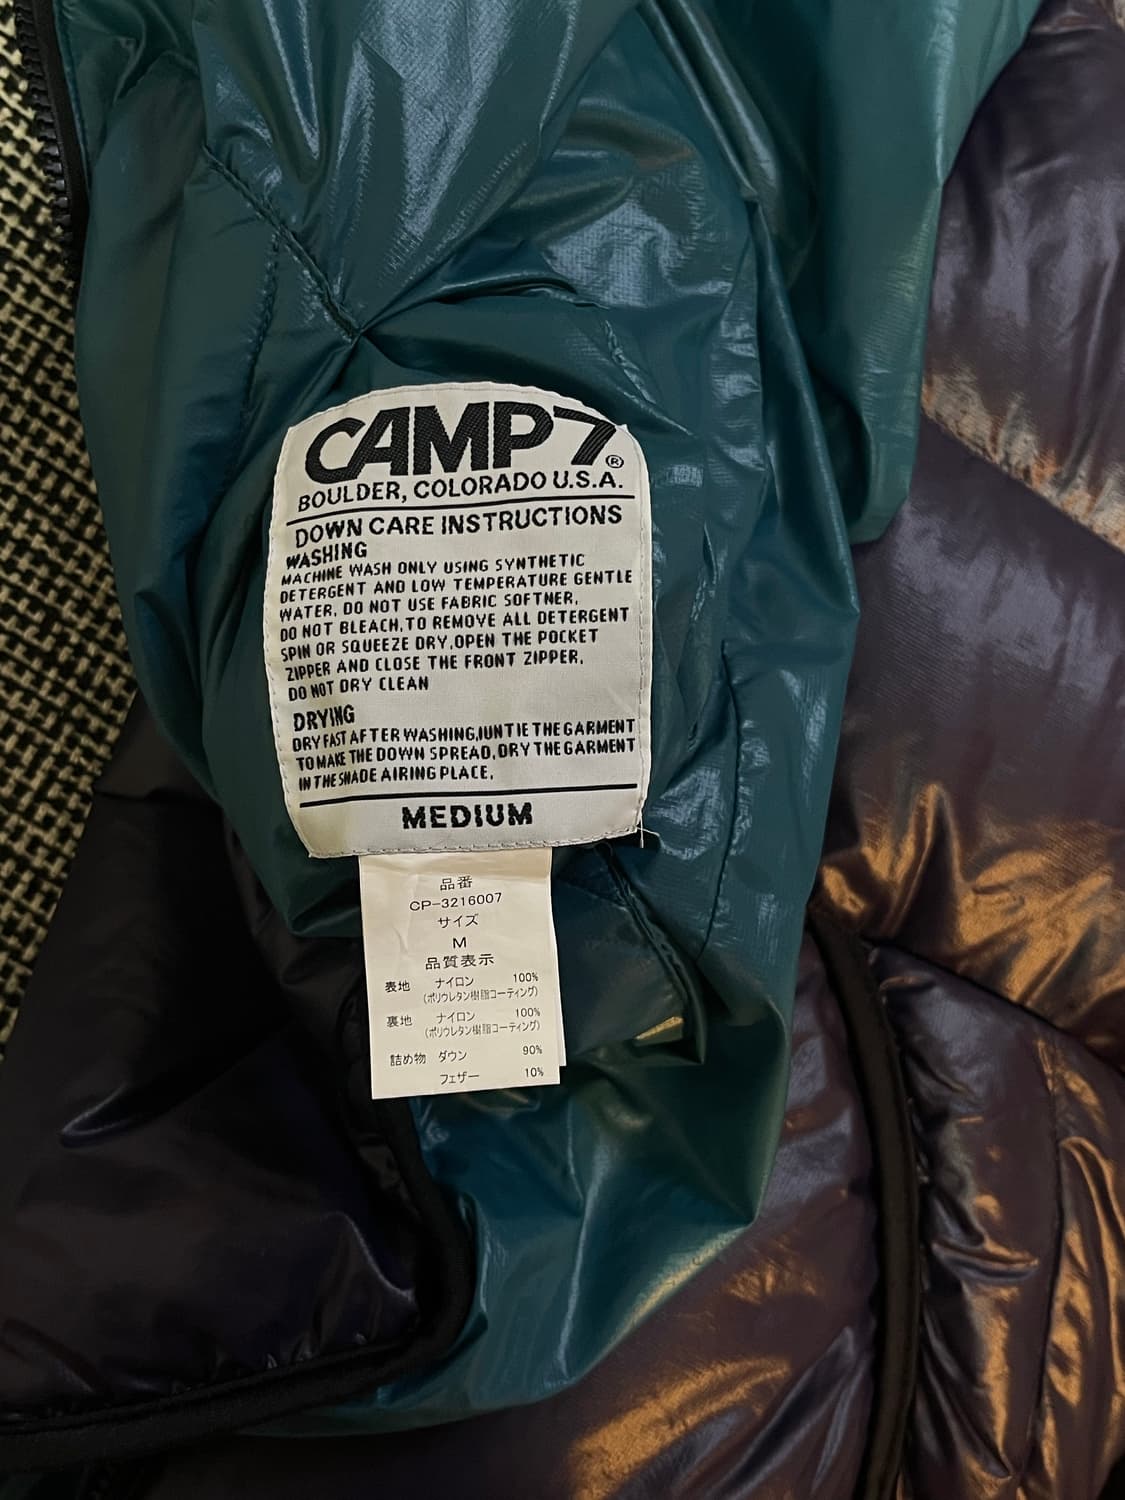 CAMP7®
BOULDER, COLORADO U.S.A.
DOWN CARE INSTRUCTIONS
WASHING
MACHINE WASH ONLY USING SYNTHETIC
DETERGENT AND LOW TEMPERATURE GENTLE
WATER, DO NOT USE FABRIC SOFTNER,
DO NOT BLEACH,TO REMOVE ALL DETERGENT
SPIN OR SQUEEZE DRY,OPEN THE POCKET
ZIPPER AND CLOSE THE FRONT ZIPPER,
DO NOT DRY CLEAN
DRYING
DRY FAST AFTER WASHING,IUNTIE THE GARMENT
TO MAKE THE DOWN SPREAD,DRY THE GARMENT
IN THE SHADE AIRING PLACE,
MEDIUM
品番
CP-3216007
サイズ
M
品質表示
表地 ナイロン 100%
(ポリウレタン樹脂コーティング)
裏地 ナイロン 100%
(ポリウレタン樹脂コーティング)
詰め物 ダウン 90%
フェザー 10%